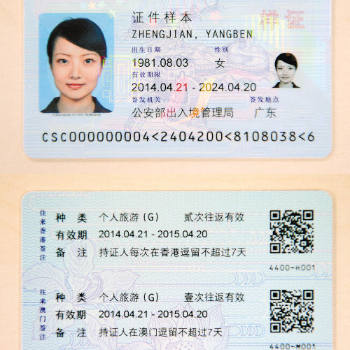 证件样本
样证
ZHENGJIAN, YANGBEN
出生日期 性别
1981.08.03 女
有效期限
2014.04.21 - 2024.04.20
签发机关 签发地点
公安部出入境管理局 广东
CSC000000004<2404200<8108038<6
往来香港签注
种 类 个人旅游(G) 贰次往返有效
有效期 2014.04.21 - 2015.04.20
备 注 持证人每次在香港逗留不超过7天
4400-H001
往来澳门签注
种 类 个人旅游(G) 壹次往返有效
有效期 2014.04.21 - 2015.04.20
备 注 持证人在澳门逗留不超过7天
4400-M001